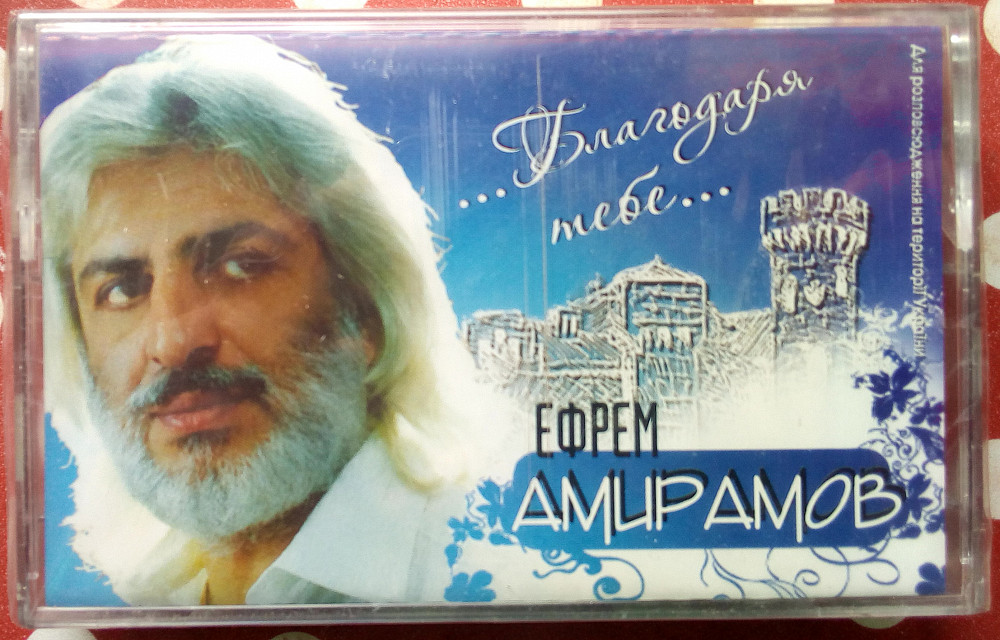 ...Благодаря
тебе...
ЕФРЕМ
АМИРАМОВ
Для розповсюдження на території України